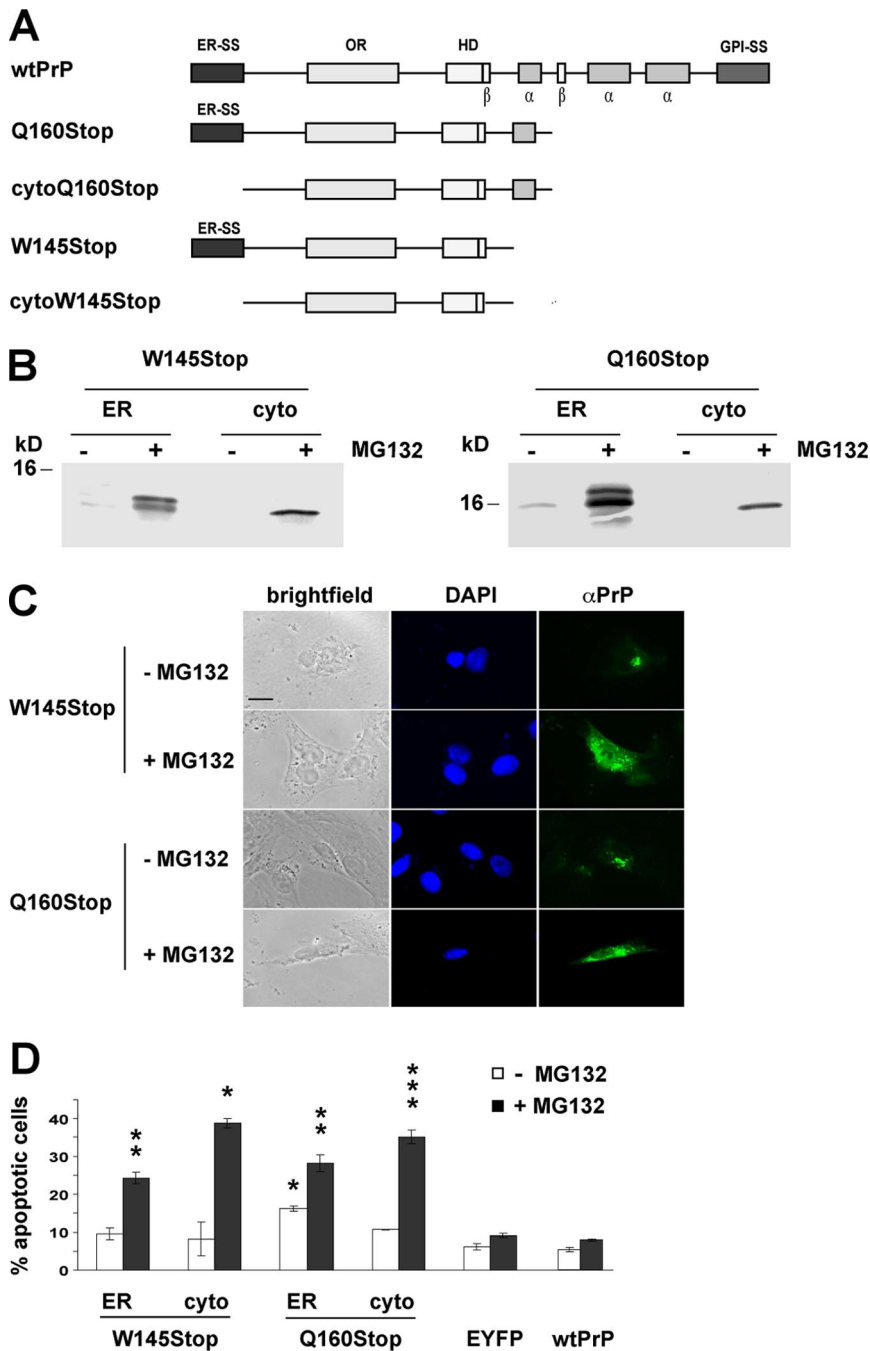 A
ER-SS OR HD GPI-SS
wtPrP
β α β α α
ER-SS
Q160Stop
cytoQ160Stop
ER-SS
W145Stop
cytoW145Stop
B
W145Stop Q160Stop
ER cyto ER cyto
kD - + - + MG132 kD - + - + MG132
16 16
C
brightfield DAPI αPrP
W145Stop
- MG132
+ MG132
Q160Stop
- MG132
+ MG132
D
- MG132
+ MG132
% apoptotic cells
40
30
20
10
0
** * * ** ***
ER cyto ER cyto
W145Stop Q160Stop EYFP wtPrP